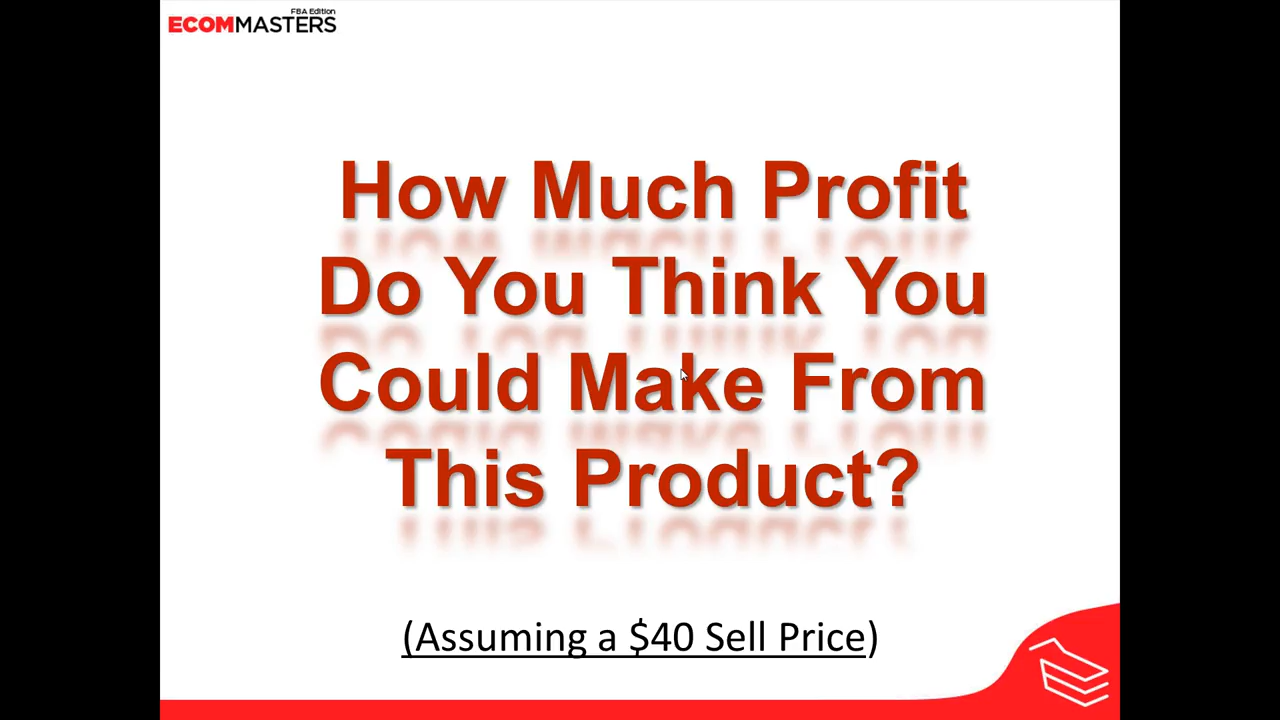 FBA Edition
ECOMMASTERS
How Much Profit
Do You Think You
Could Make From
This Product?
(Assuming a $40 Sell Price)